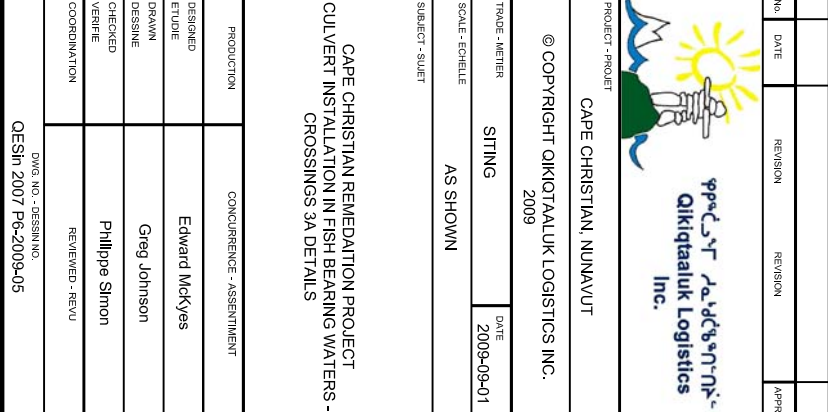 No. DATE REVISION REVISION APPR
Qikiqtaaluk Logistics
Inc.
PROJECT - PROJET
CAPE CHRISTIAN, NUNAVUT
© COPYRIGHT QIKIQTAALUK LOGISTICS INC.
2009
TRADE - METIER
SITING
DATE
2009-09-01
SCALE - ECHELLE
AS SHOWN
SUBJECT - SUJET
CAPE CHRISTIAN REMEDAITION PROJECT
CULVERT INSTALLATION IN FISH BEARING WATERS -
CROSSINGS 3A DETAILS
PRODUCTION CONCURRENCE - ASSENTIMENT
DESIGNED
ETUDIE
Edward McKyes
DRAWN
DESSINE
Greg Johnson
CHECKED
VERIFIE
Philippe Simon
COORDINATION REVIEWED - REVU
DWG. NO. - DESSIN NO.
QESin 2007 P6-2009-05